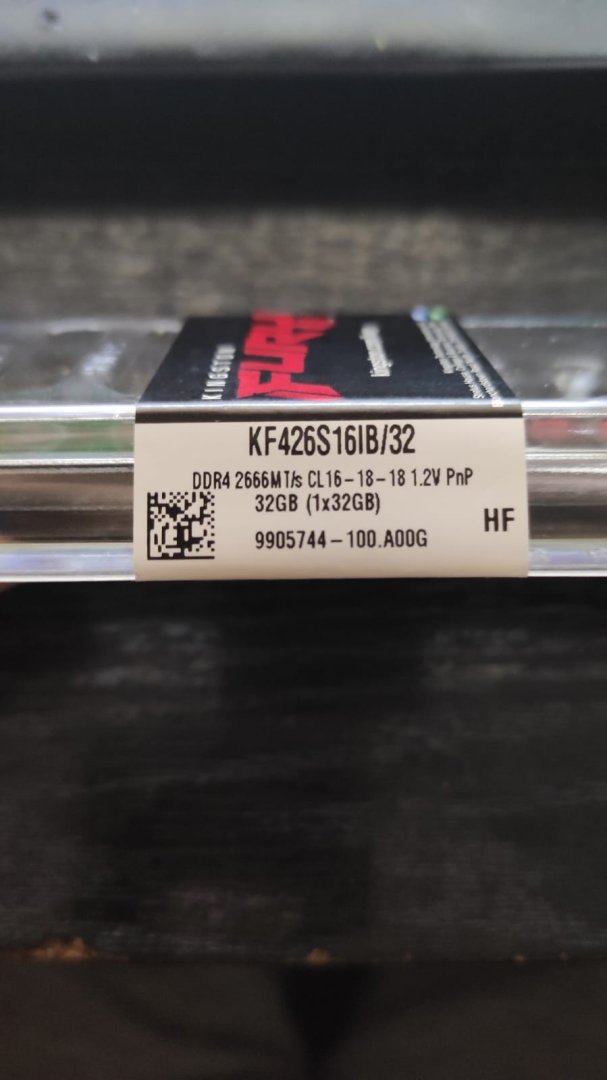 KINGSTON
FURY
KF426S16IB/32
DDR4 2666MT/s CL16-18-18 1.2V PnP
32GB (1x32GB)
HF
9905744-100.A00G